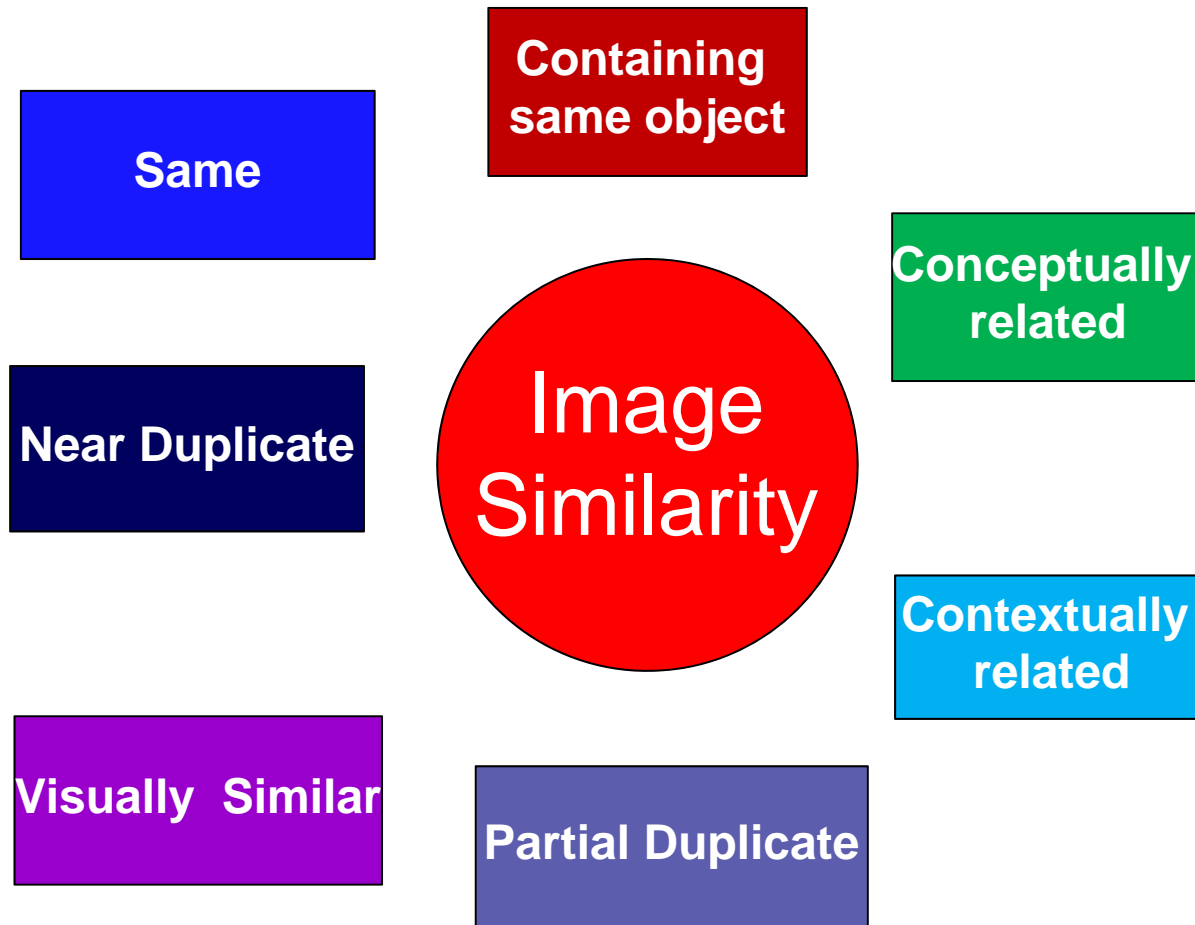 Containing
same object
Same
Conceptually
related
Image
Similarity
Near Duplicate
Contextually
related
Visually  Similar
Partial Duplicate